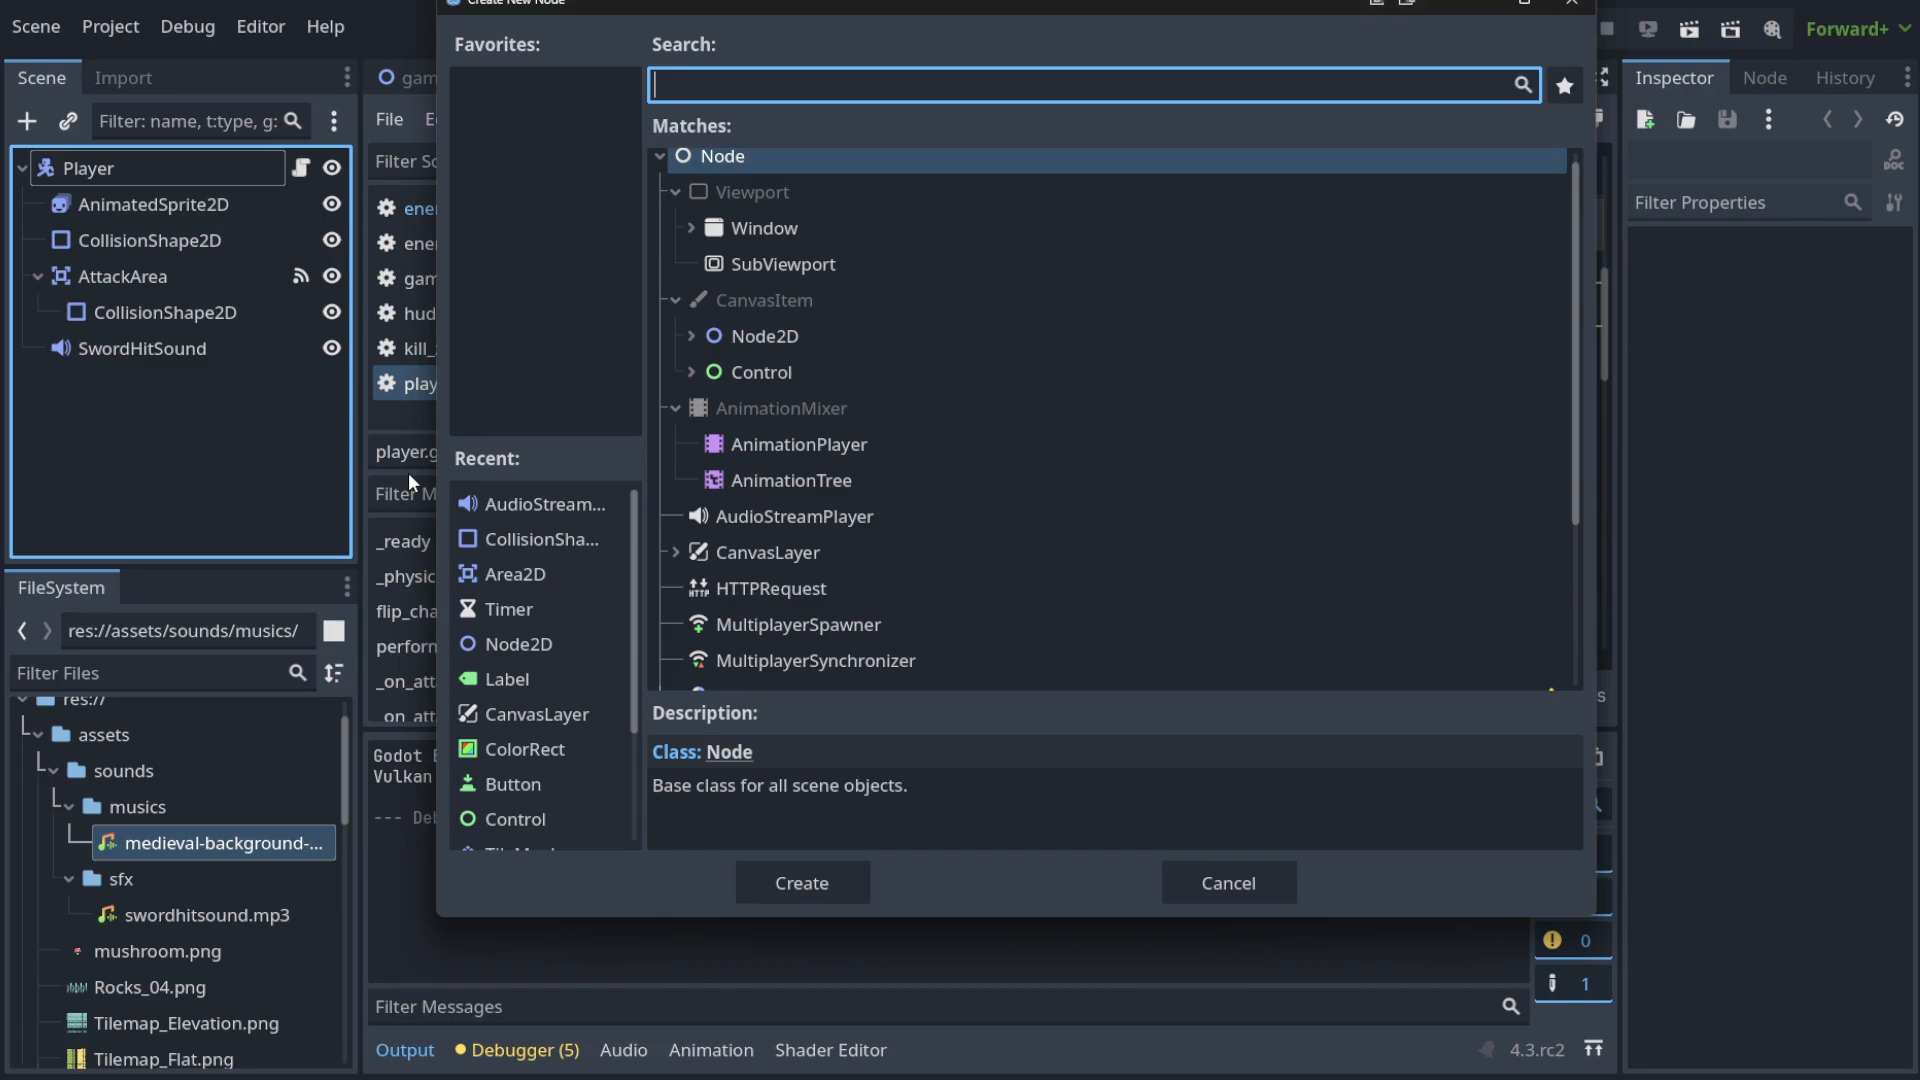 Create New Node
Scene Project Debug Editor Help
Forward+
Scene Import
Filter: name, t:type, g:
Player
AnimatedSprite2D
CollisionShape2D
AttackArea
CollisionShape2D
SwordHitSound
FileSystem
res://assets/sounds/musics/
Filter Files
res://
assets
sounds
musics
medieval-background-...
sfx
swordhitsound.mp3
mushroom.png
Rocks_04.png
Tilemap_Elevation.png
Tilemap_Flat.png
gam
File E
Filter Sc
ener
ener
gam
hud
kill_
play
player.g
Filter M
_ready
_physic
flip_cha
perforn
_on_att
_on_att
Godot E
Vulkan
--- Deb
Favorites:
Recent:
AudioStream...
CollisionSha...
Area2D
Timer
Node2D
Label
CanvasLayer
ColorRect
Button
Control
Search:
Matches:
Node
Viewport
Window
SubViewport
CanvasItem
Node2D
Control
AnimationMixer
AnimationPlayer
AnimationTree
AudioStreamPlayer
CanvasLayer
HTTPRequest
MultiplayerSpawner
MultiplayerSynchronizer
Description:
Class: Node
Base class for all scene objects.
Create Cancel
0
1
Filter Messages
Output Debugger (5) Audio Animation Shader Editor 4.3.rc2
Inspector Node History
Filter Properties